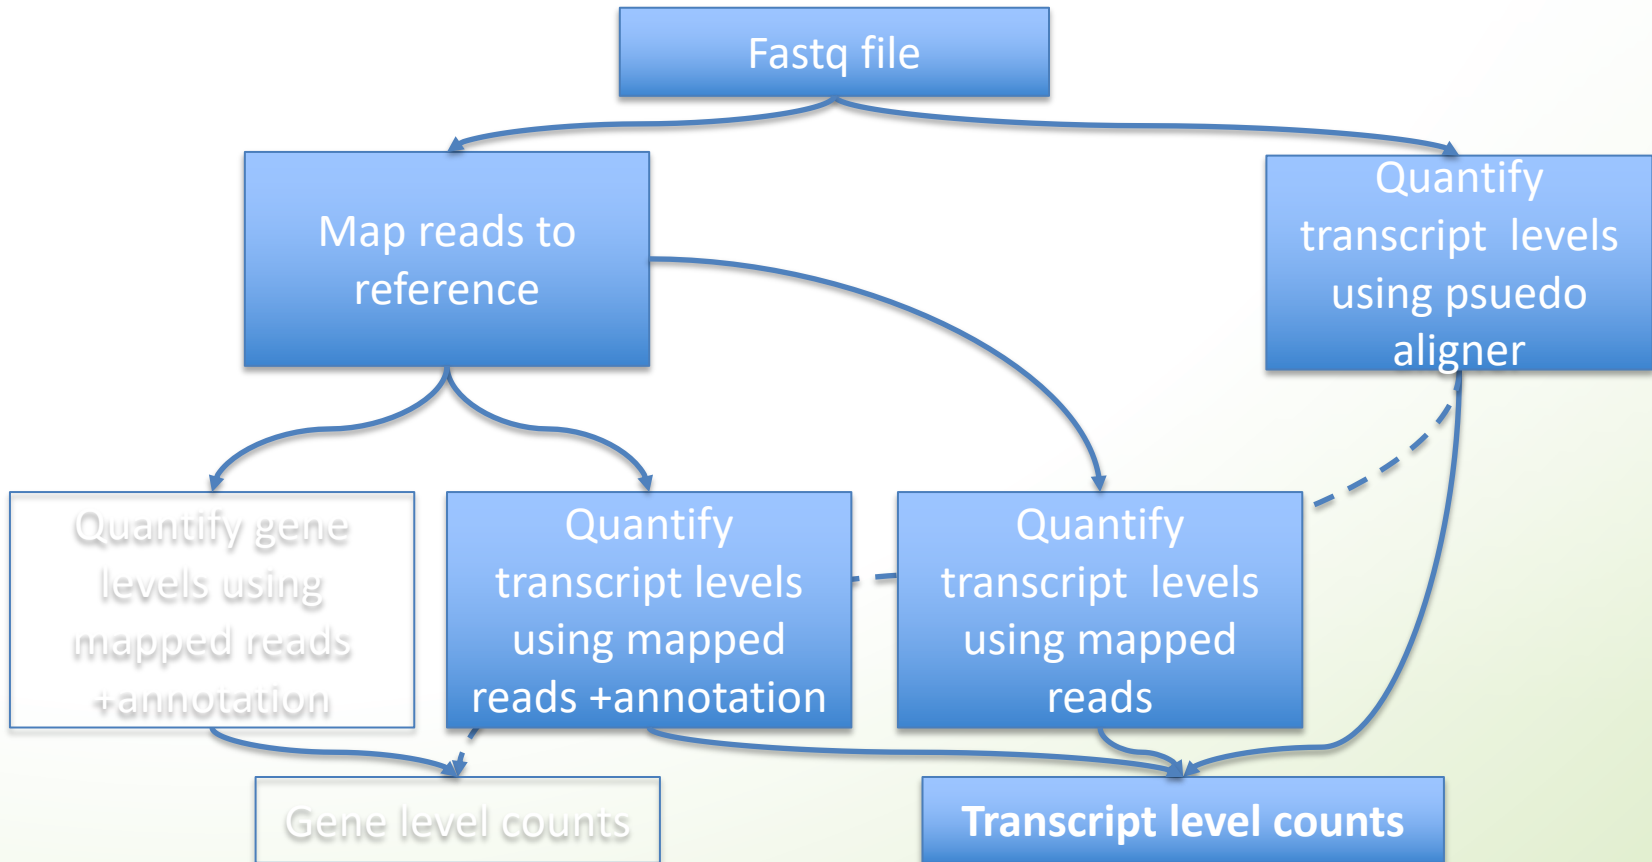 Fastq file
Map reads to
reference
Quantify
transcript levels
using psuedo
aligner
Quantify gene
levels using
mapped reads
+annotation
Quantify
transcript levels
using mapped
reads +annotation
Quantify
transcript levels
using mapped
reads
Gene level counts
Transcript level counts